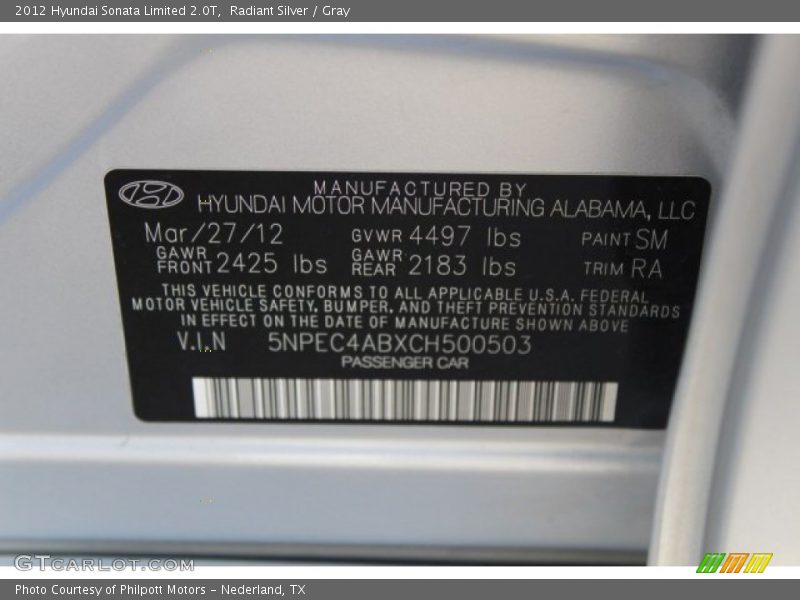 2012 Hyundai Sonata Limited 2.0T, Radiant Silver / Gray
MANUFACTURED BY
HYUNDAI MOTOR MANUFACTURING ALABAMA, LLC
Mar/27/12 GVWR 4497 lbs PAINT SM
GAWR FRONT 2425 lbs GAWR REAR 2183 lbs TRIM RA
THIS VEHICLE CONFORMS TO ALL APPLICABLE U.S.A. FEDERAL
MOTOR VEHICLE SAFETY, BUMPER, AND THEFT PREVENTION STANDARDS
IN EFFECT ON THE DATE OF MANUFACTURE SHOWN ABOVE
V.I.N 5NPEC4ABXCH500503
PASSENGER CAR
GTCARLOT.COM
Photo Courtesy of Philpott Motors - Nederland, TX